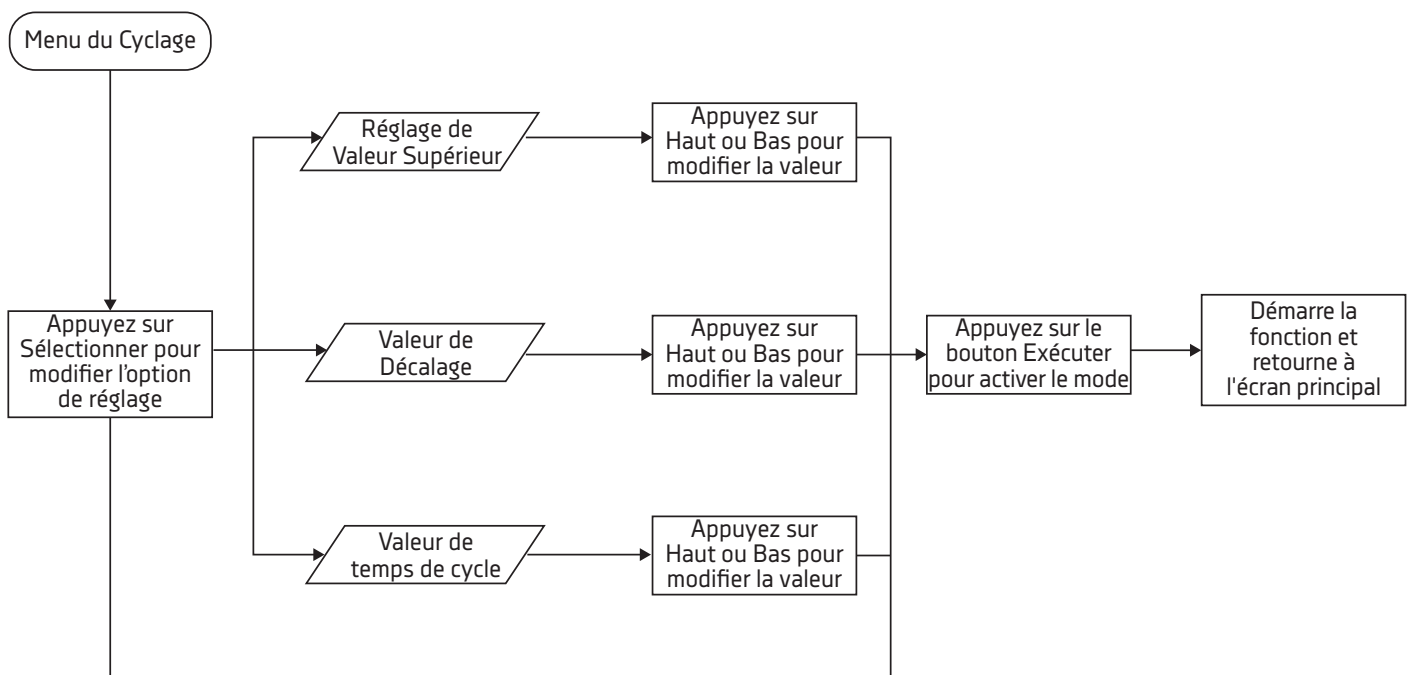 Menu du Cyclage
Réglage de
Valeur Supérieur
Appuyez sur
Haut ou Bas pour
modifier la valeur
Appuyez sur
Sélectionner pour
modifier l'option
de réglage
Valeur de
Décalage
Appuyez sur
Haut ou Bas pour
modifier la valeur
Appuyez sur le
bouton Exécuter
pour activer le mode
Démarre la
fonction et
retourne à
l'écran principal
Valeur de
temps de cycle
Appuyez sur
Haut ou Bas pour
modifier la valeur